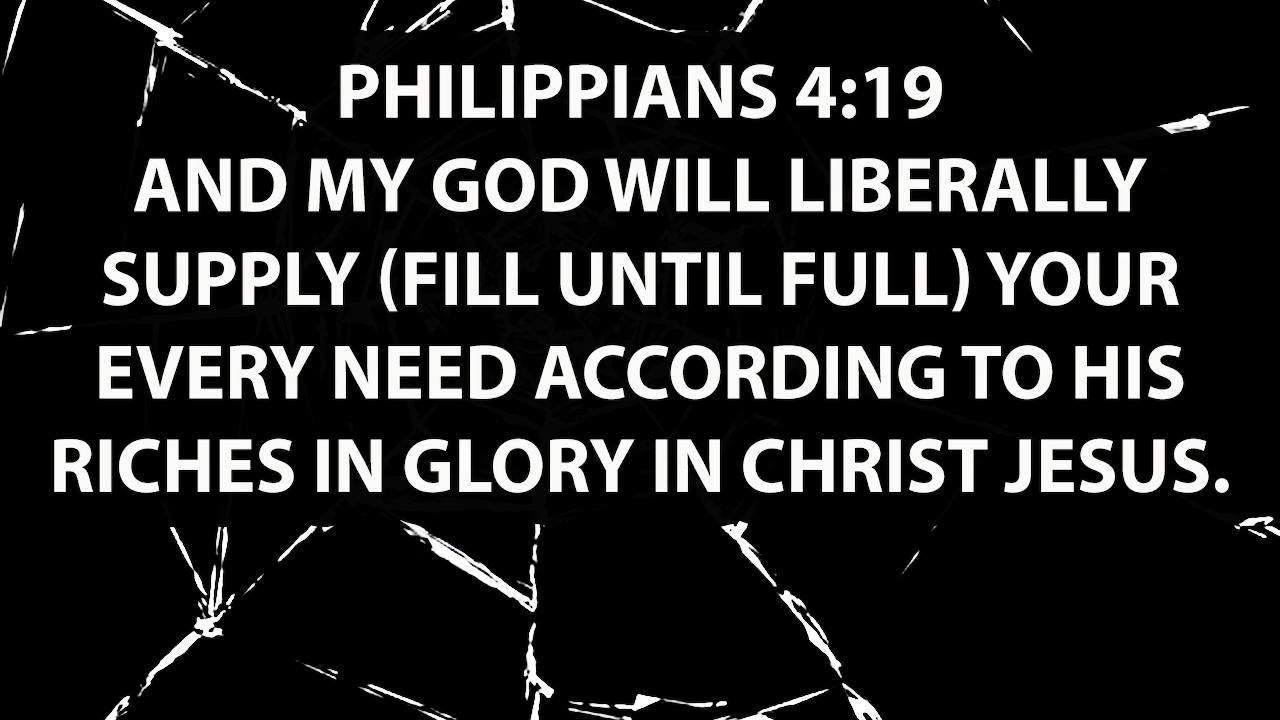 PHILIPPIANS 4:19
AND MY GOD WILL LIBERALLY
SUPPLY (FILL UNTIL FULL) YOUR
EVERY NEED ACCORDING TO HIS
RICHES IN GLORY IN CHRIST JESUS.